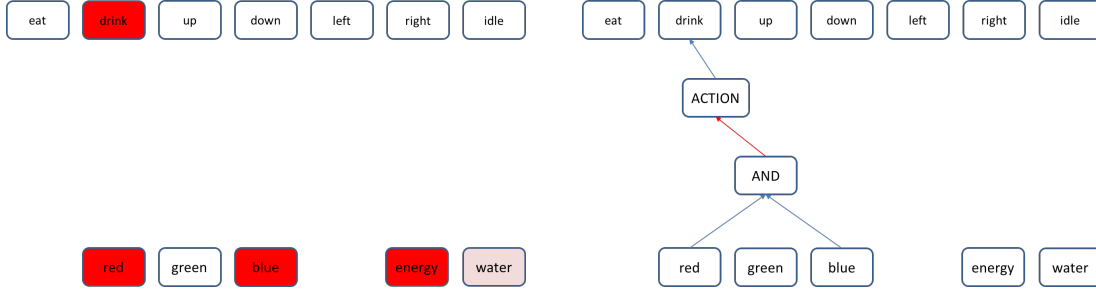 eat drink up down left right idle eat drink up down left right idle
ACTION
AND
red green blue energy water red green blue energy water